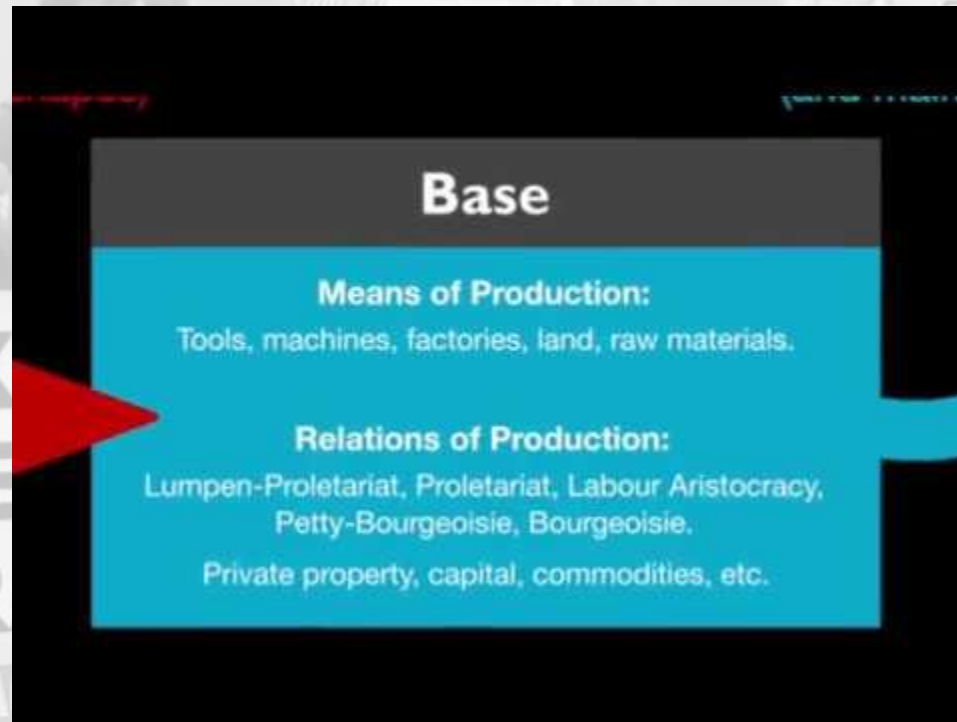 Base
Means of Production:
Tools, machines, factories, land, raw materials.
Relations of Production:
Lumpen-Proletariat, Proletariat, Labour Aristocracy,
Petty-Bourgeoisie, Bourgeoisie.
Private property, capital, commodities, etc.